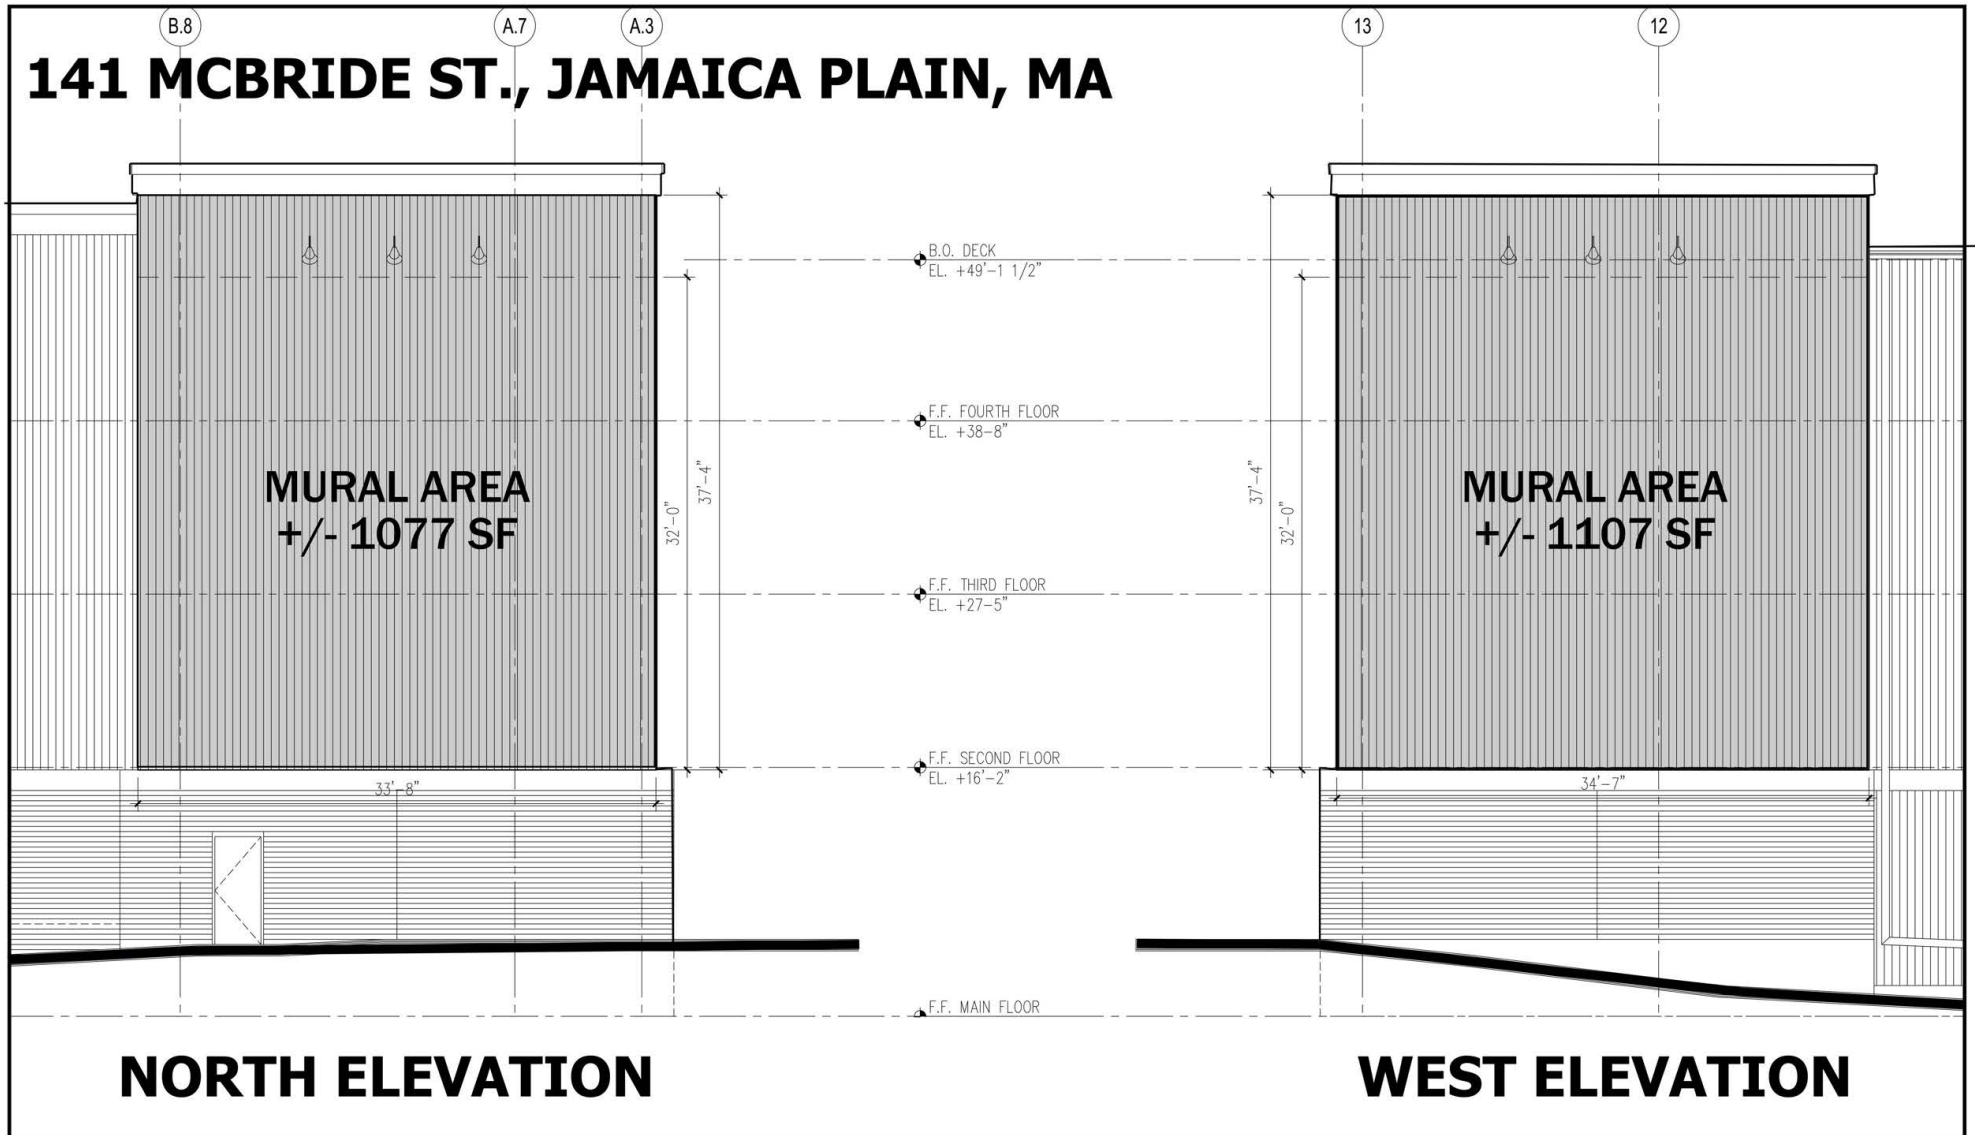 B.8
A.7
A.3
13
12
141 MCBRIDE ST., JAMAICA PLAIN, MA
B.O. DECK
EL. +49'-1 1/2"
F.F. FOURTH FLOOR
EL. +38-8"
MURAL AREA
+/- 1077 SF
32'-0"
37'-4"
37'-4"
32'-0"
MURAL AREA
+/- 1107 SF
F.F. THIRD FLOOR
EL. +27-5"
F.F. SECOND FLOOR
EL. +16'-2"
33'-8"
34'-7"
F.F. MAIN FLOOR
NORTH ELEVATION
WEST ELEVATION